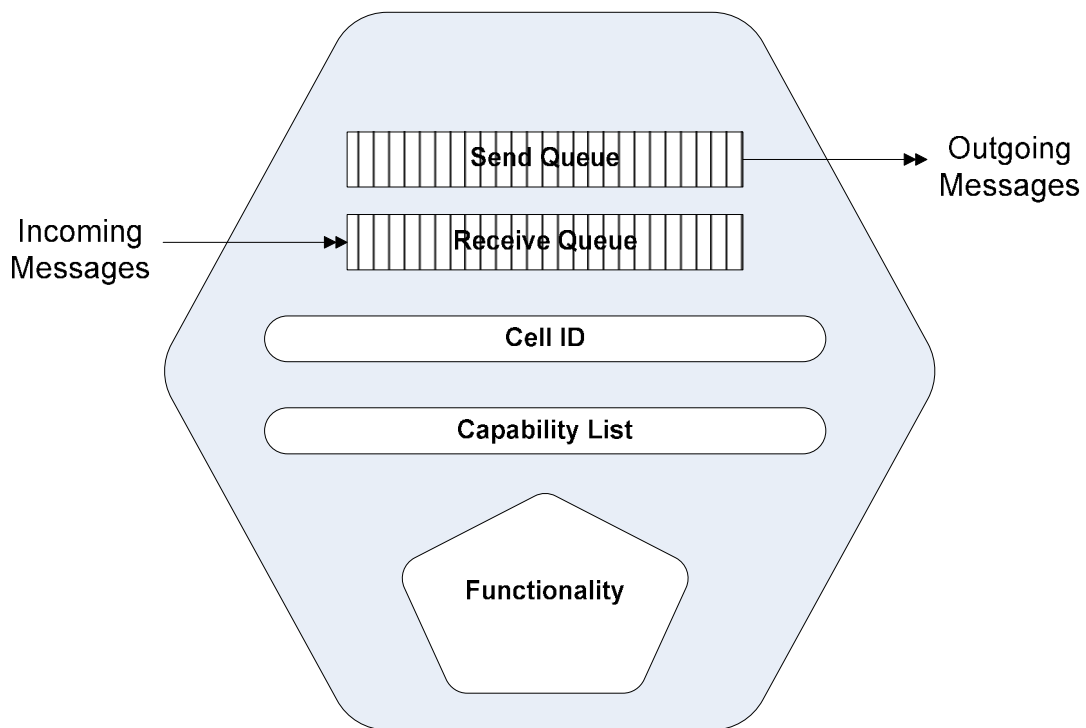 Send Queue
Outgoing
Messages
Incoming
Messages
Receive Queue
Cell ID
Capability List
Functionality